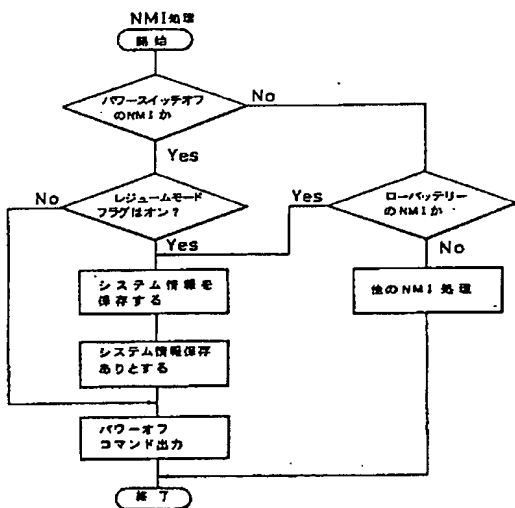 NMI処理
開始
パワースイッチオフ
のNMIか
No
Yes
レジュームモード
フラグはオン?
No
Yes
ローバッテリー
のNMIか
Yes
No
システム情報を
保存する
他のNMI処理
システム情報保存
ありとする
パワーオフ
コマンド出力
終了